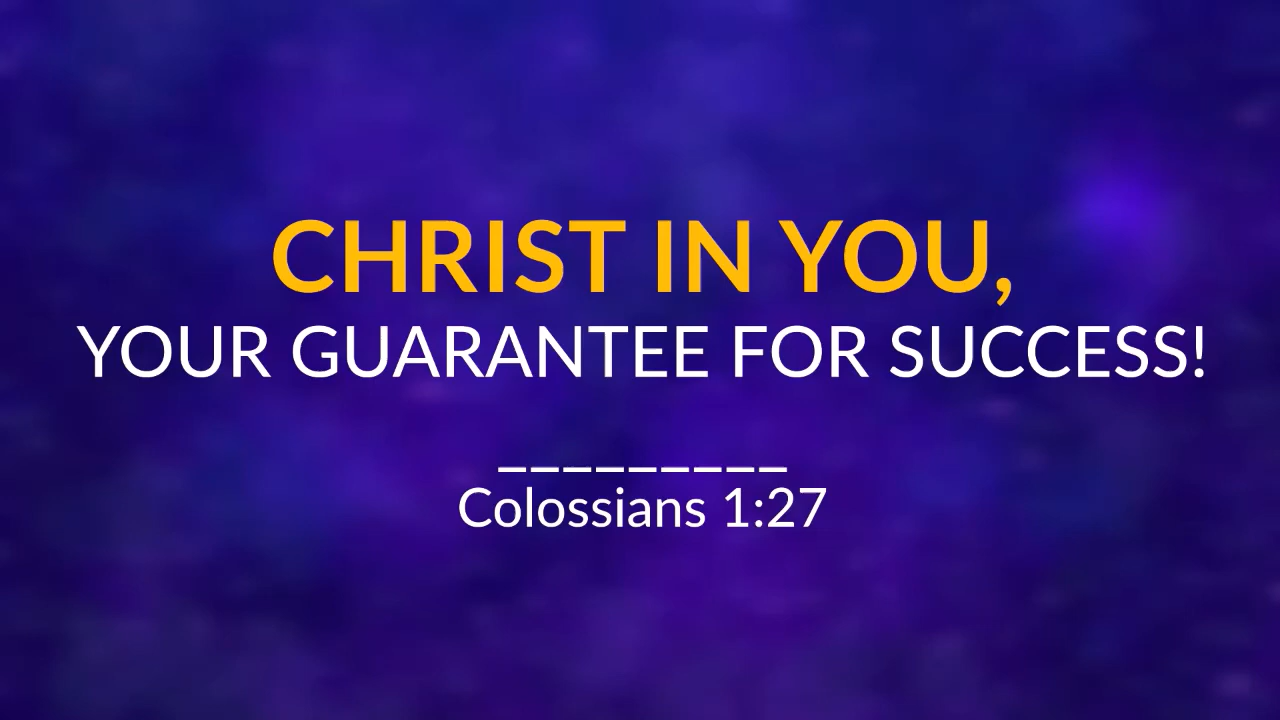 CHRIST IN YOU,
YOUR GUARANTEE FOR SUCCESS!
_________
Colossians 1:27